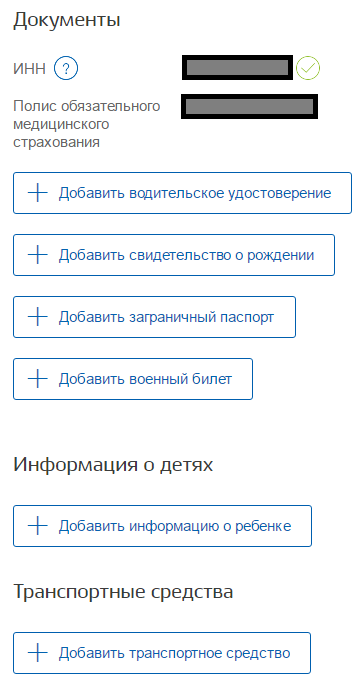 Документы
ИНН ?
Полис обязательного
медицинского
страхования
Добавить водительское удостоверение
Добавить свидетельство о рождении
Добавить заграничный паспорт
Добавить военный билет
Информация о детях
Добавить информацию о ребенке
Транспортные средства
Добавить транспортное средство